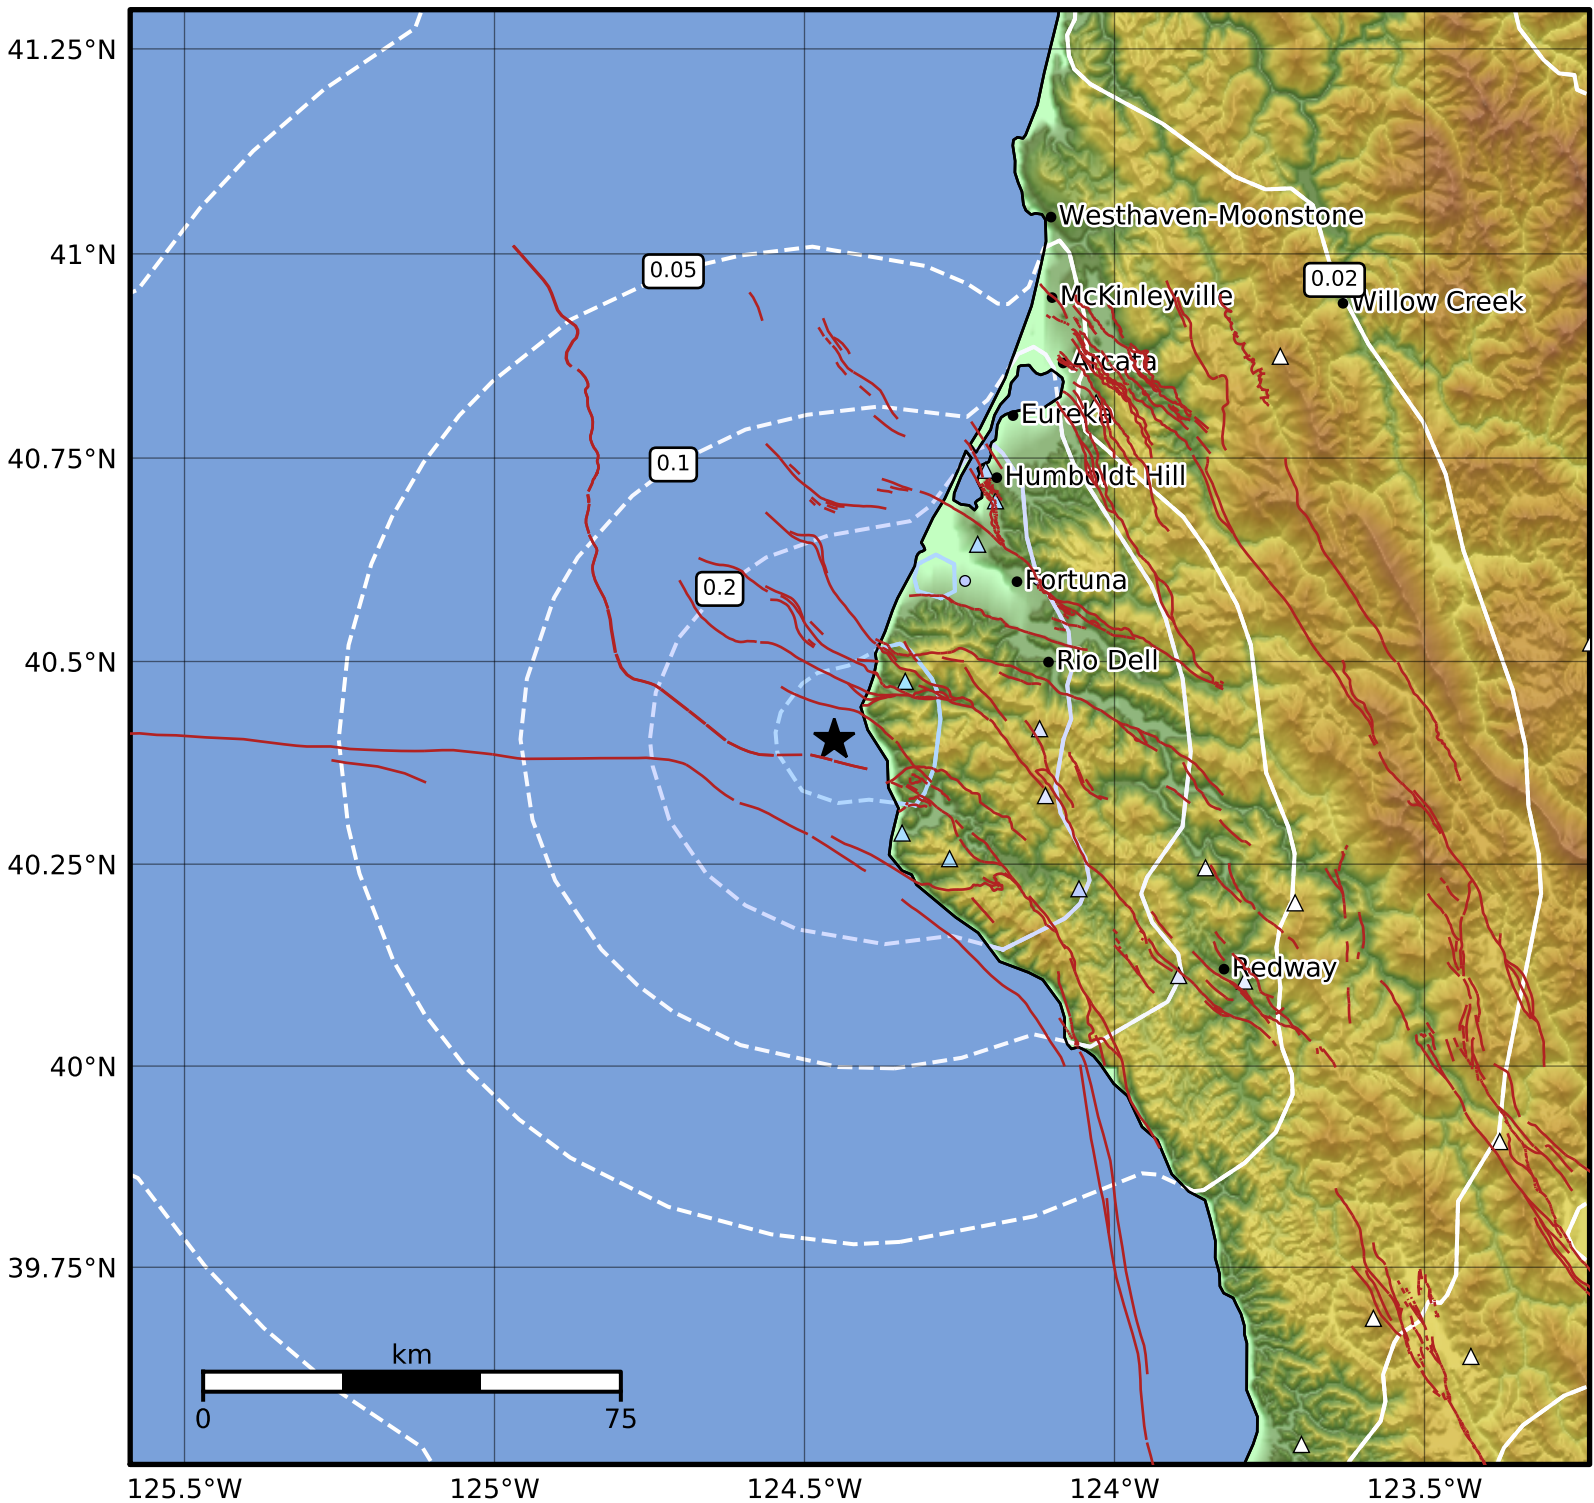 41.25°N
Westhaven-Moonstone
41°N
0.05
0.02
McKinleyville
Willow Creek
Arcata
Eureka
40.75°N
0.1
Humboldt Hill
0.2
Fortuna
40.5°N
Rio Dell
40.25°N
Redway
40°N
39.75°N
km
0
75
125.5°W
125°W
124.5°W
124°W
123.5°W